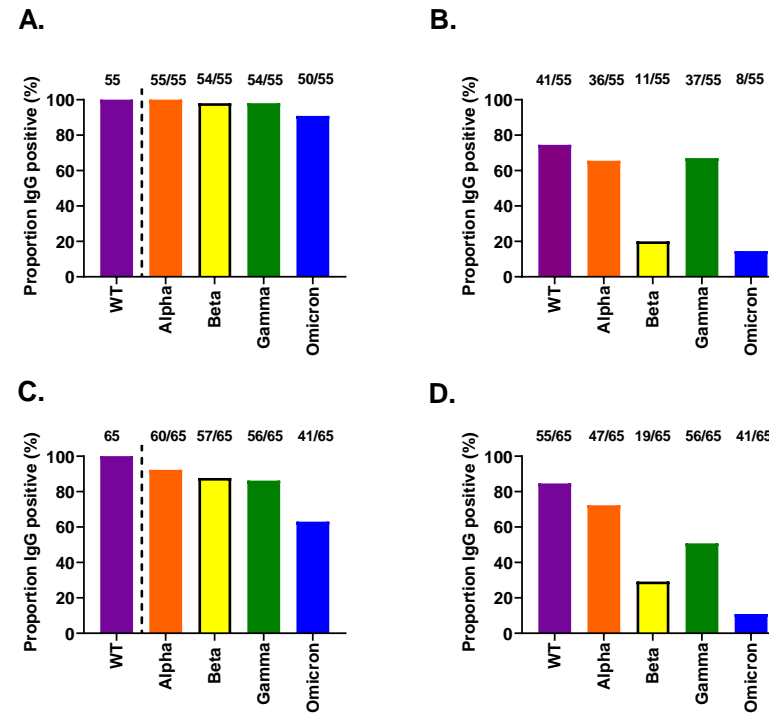 A.
55 55/55 54/55 54/55 50/55
Proportion IgG positive (%)
100
80
60
40
20
0
WT
Alpha
Beta
Gamma
Omicron
B.
41/55 36/55 11/55 37/55 8/55
Proportion IgG positive (%)
100
80
60
40
20
0
WT
Alpha
Beta
Gamma
Omicron
C.
65 60/65 57/65 56/65 41/65
Proportion IgG positive (%)
100
80
60
40
20
0
WT
Alpha
Beta
Gamma
Omicron
D.
55/65 47/65 19/65 56/65 41/65
Proportion IgG positive (%)
100
80
60
40
20
0
WT
Alpha
Beta
Gamma
Omicron